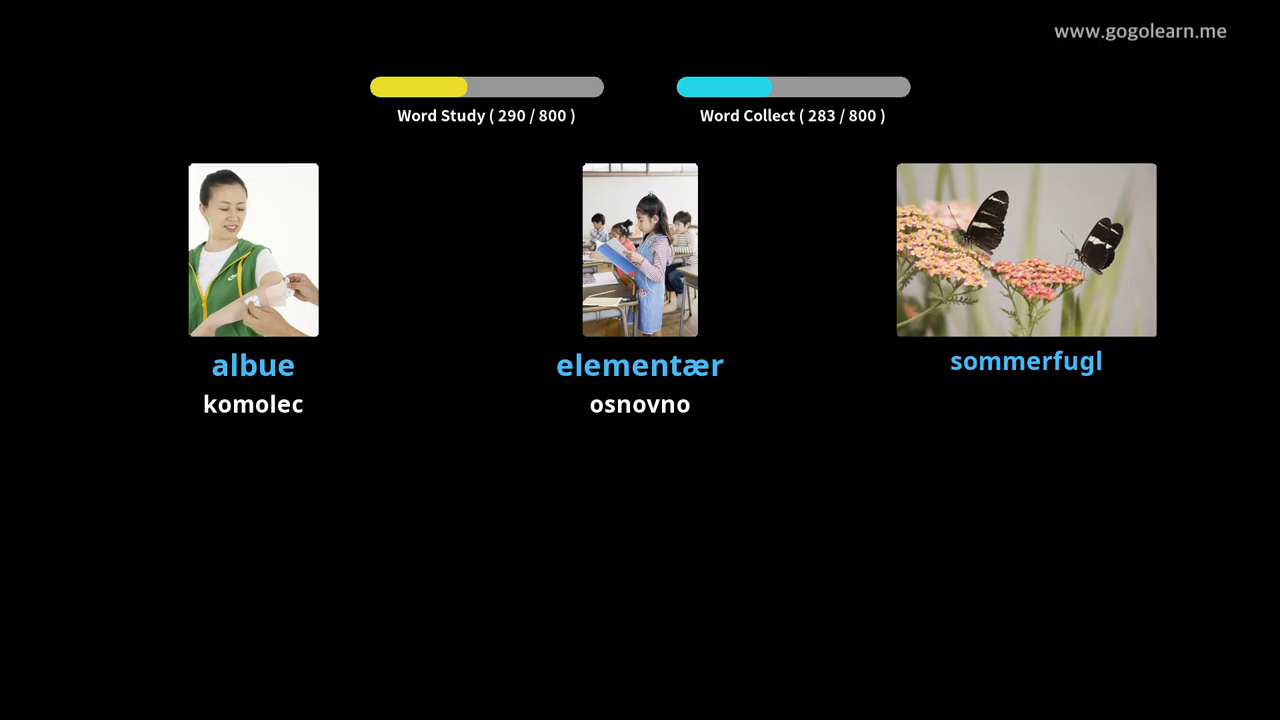 www.gogolearn.me
Word Study ( 290 / 800 )
Word Collect ( 283 / 800 )
albue
komolec
elementær
osnovno
sommerfugl